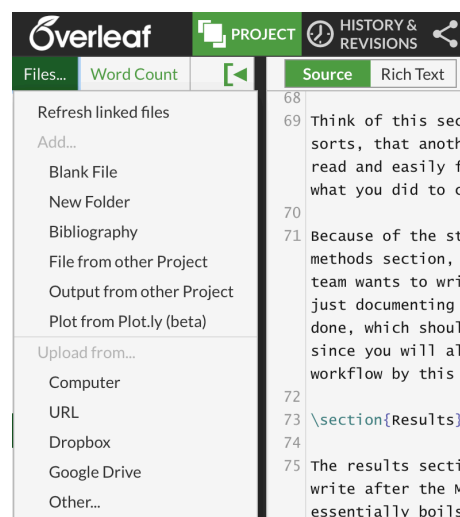 Overleaf
PROJECT
HISTORY &
REVISIONS
Files...
Word Count
Source
Rich Text
Refresh linked files
Add...
Blank File
New Folder
Bibliography
File from other Project
Output from other Project
Plot from Plot.ly (beta)
Upload from...
Computer
URL
Dropbox
Google Drive
Other...
68
69 Think of this sec
sorts, that anoth
read and easily f
what you did to
70
71 Because of the st
methods section,
team wants to wri
just documenting
done, which shoul
since you will al
workflow by this
72
73 \section{Results}
74
75 The results secti
write after the M
essentially boils